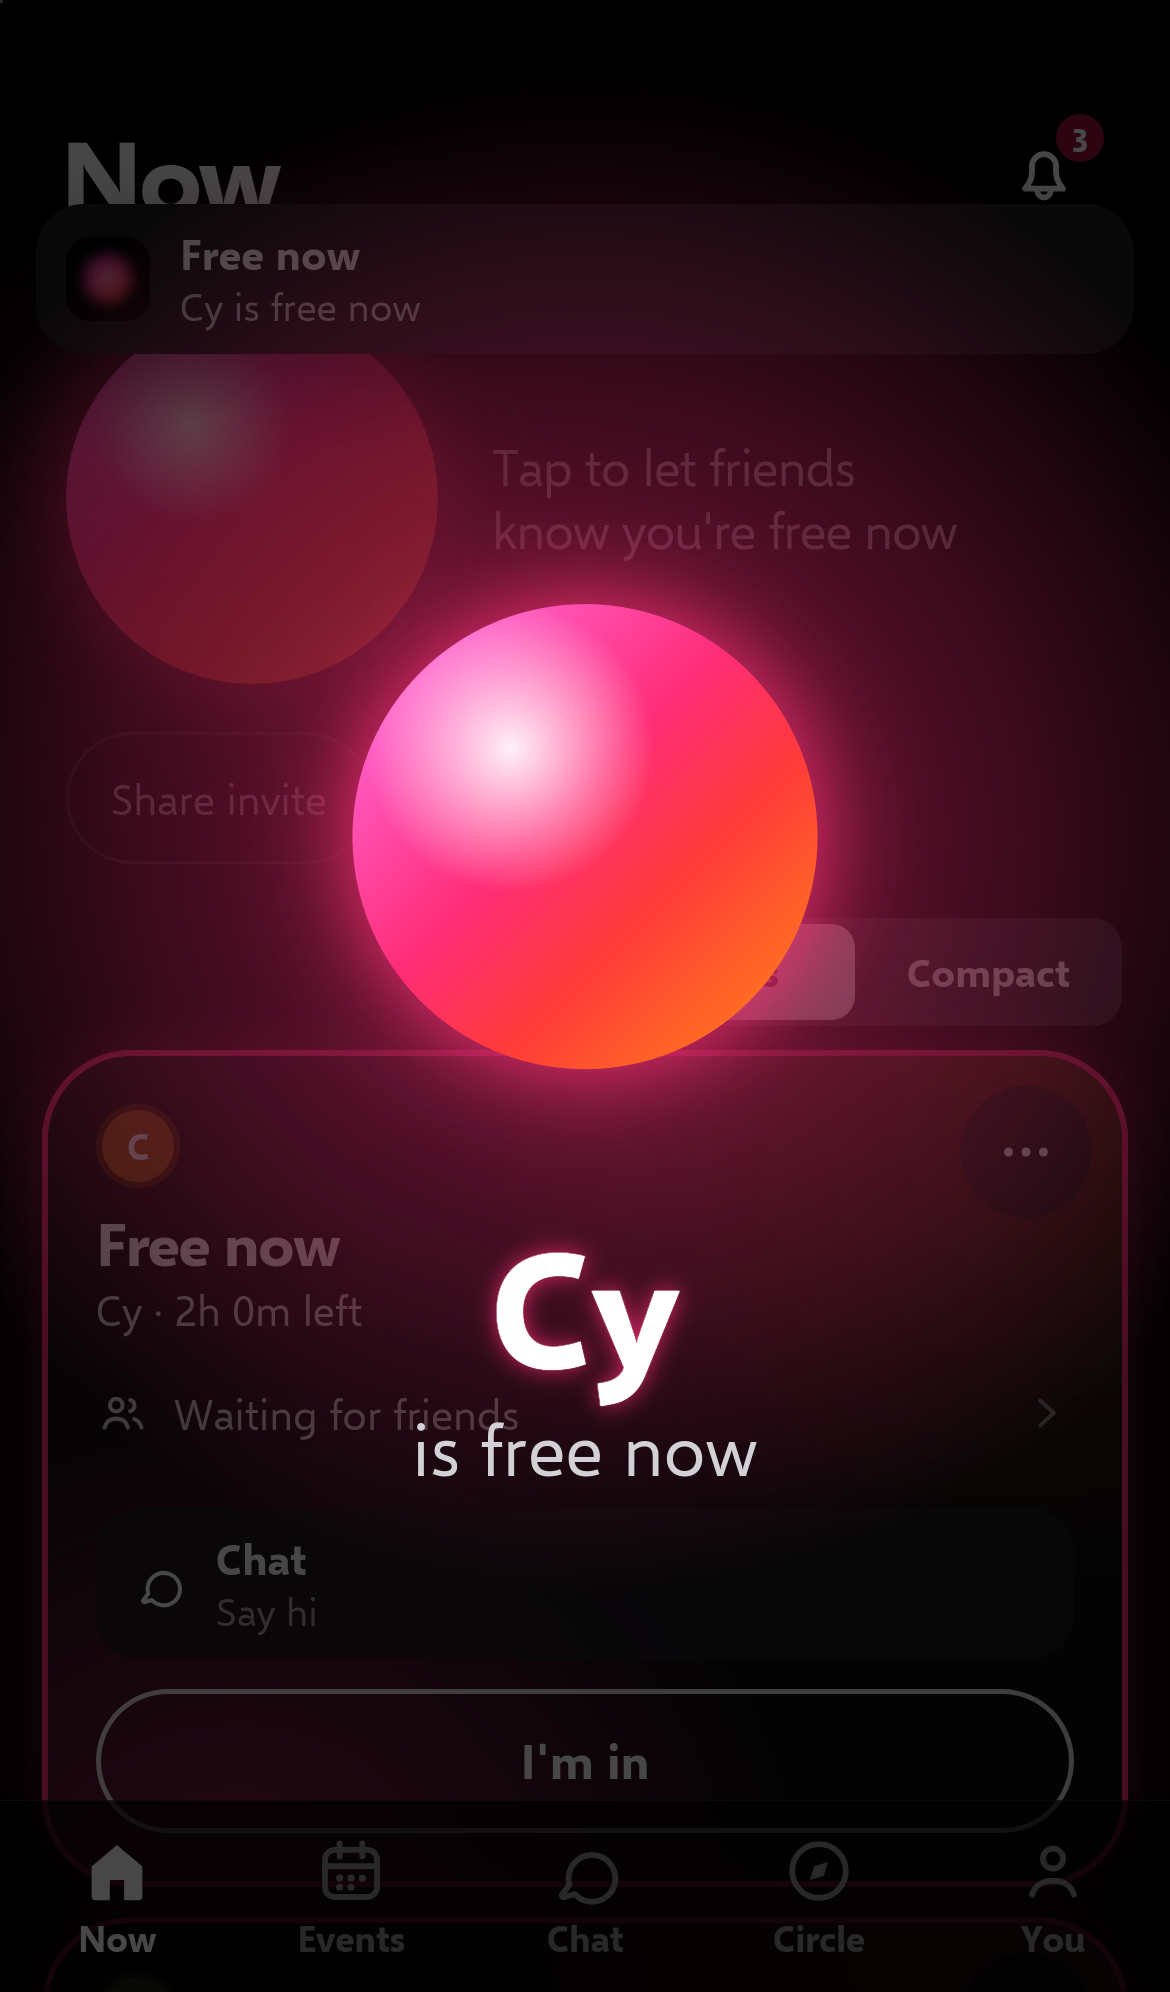 Now
3
Free now
Cy is free now
Tap to let friends
know you're free now
Share invite
s
Compact
C
Free now
Cy · 2h 0m left
Cy
Waiting for friends
is free now
Chat
Say hi
I'm in
Now
Events
Chat
Circle
You